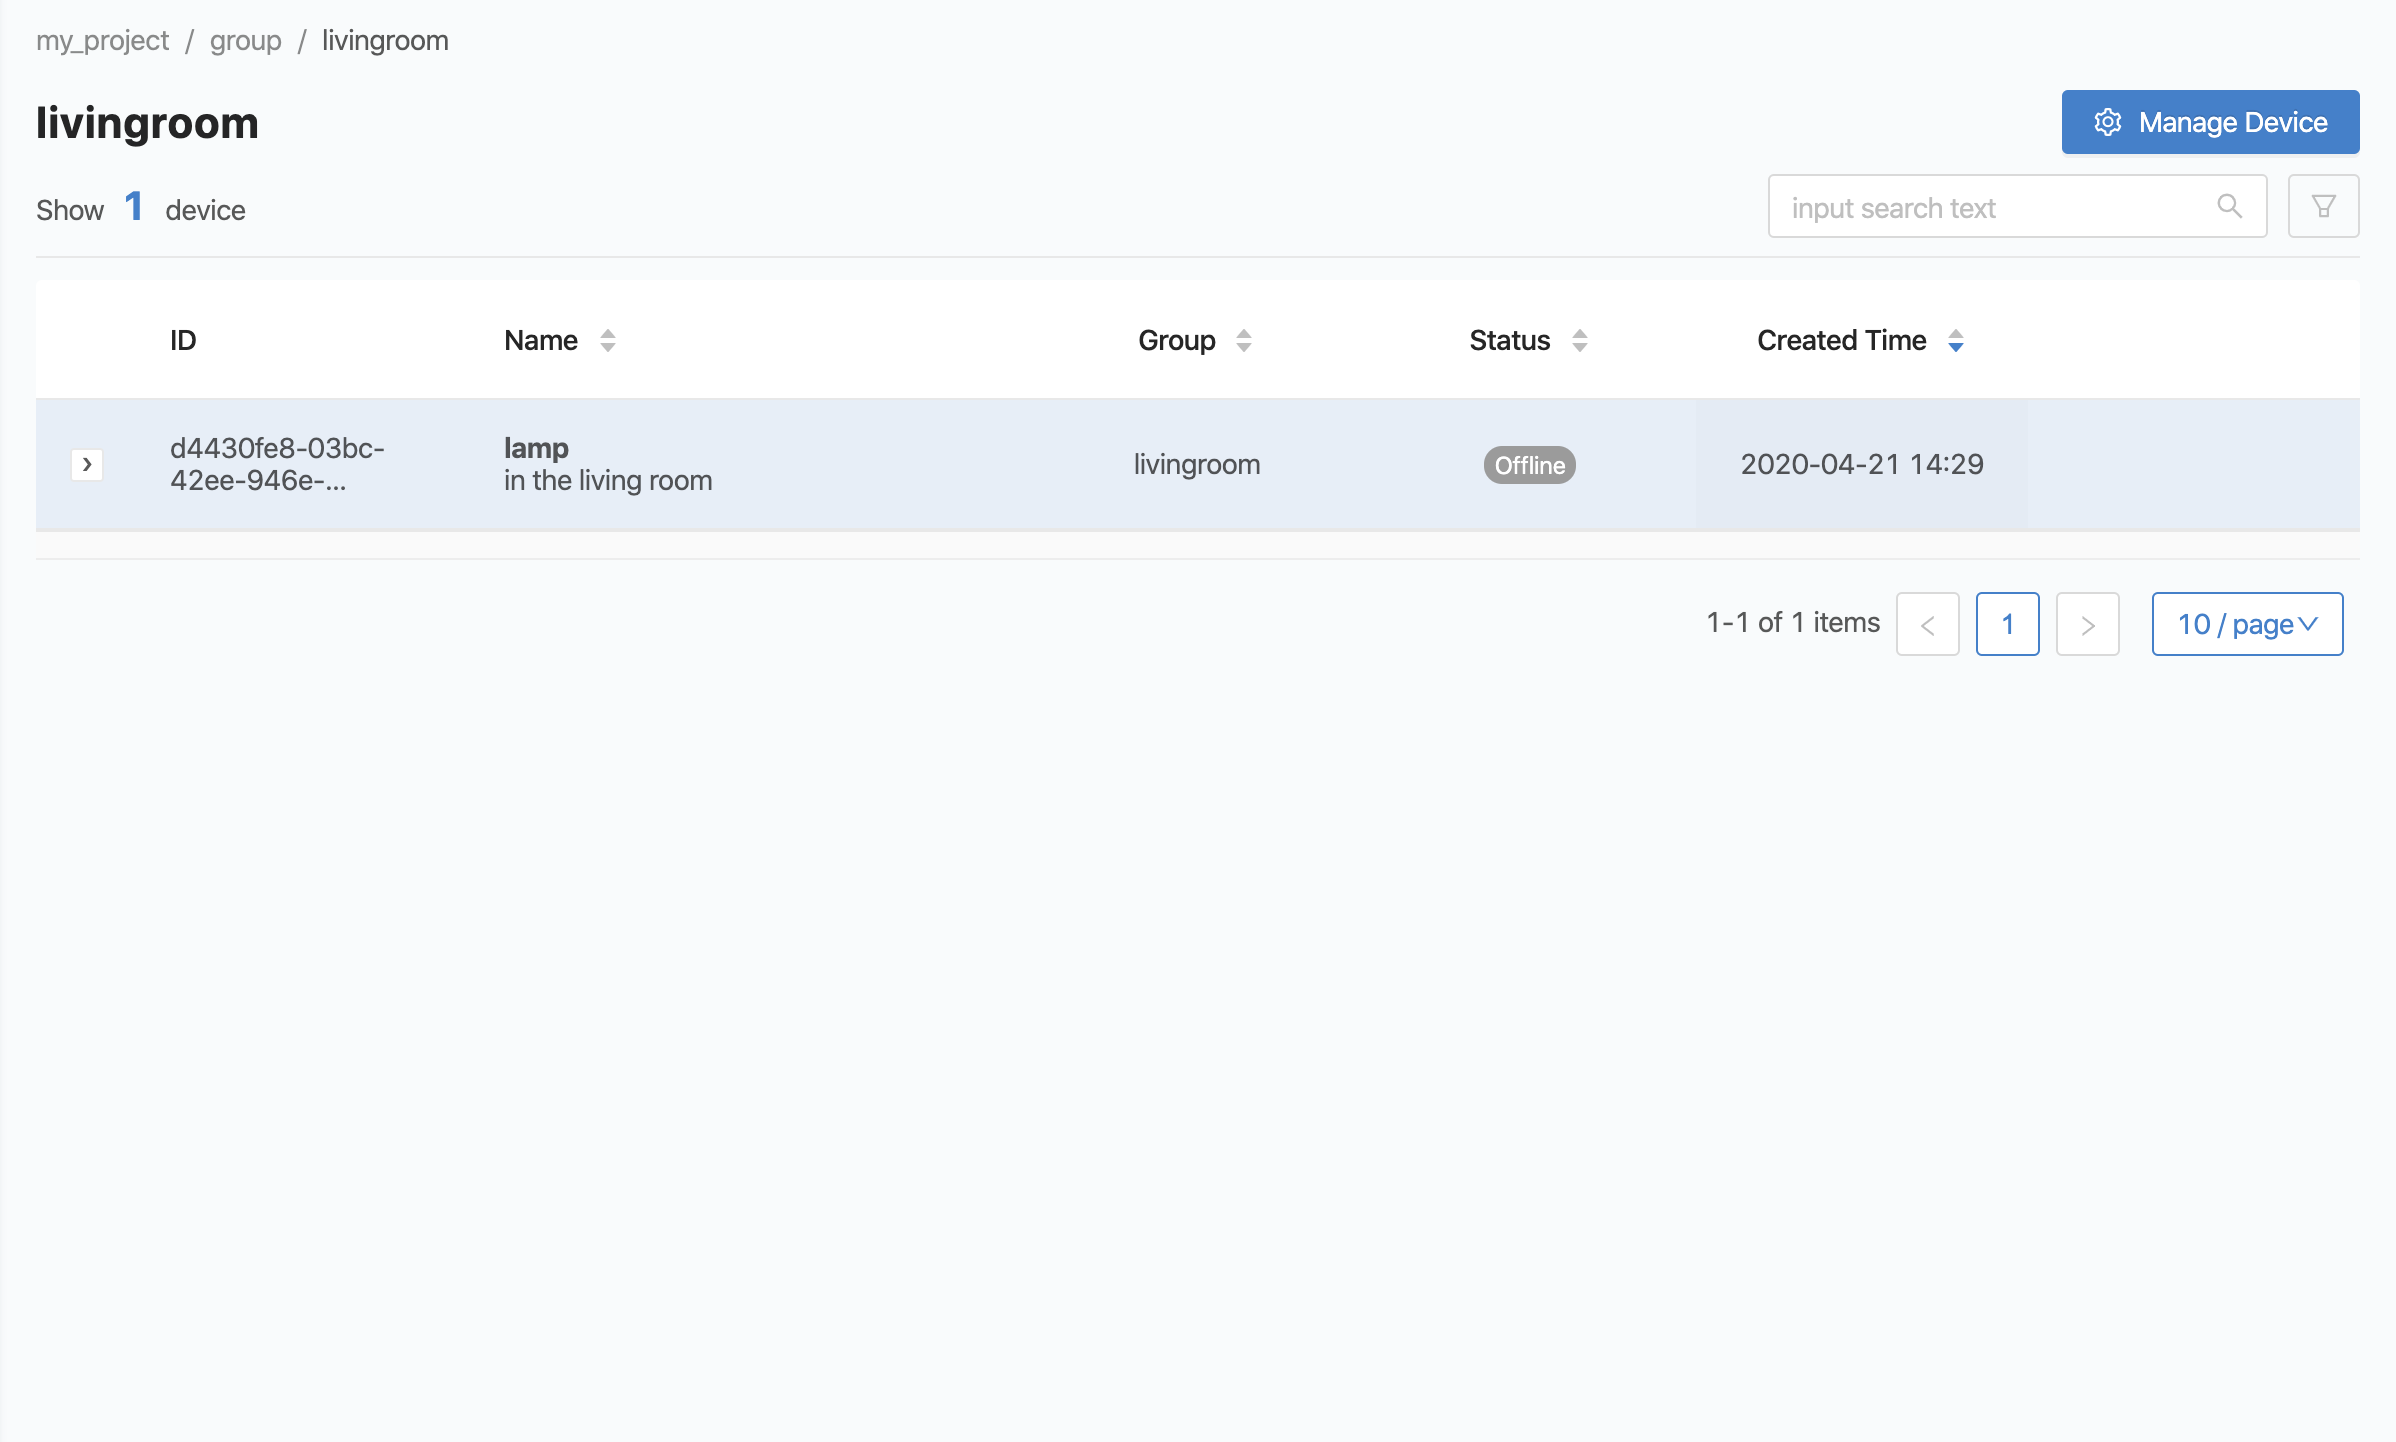 my_project / group / livingroom
livingroom
Manage Device
Show 1 device
input search text
ID Name Group Status Created Time
d4430fe8-03bc-
42ee-946e-...
lamp
in the living room
livingroom
Offline
2020-04-21 14:29
1-1 of 1 items < 1 > 10 / page